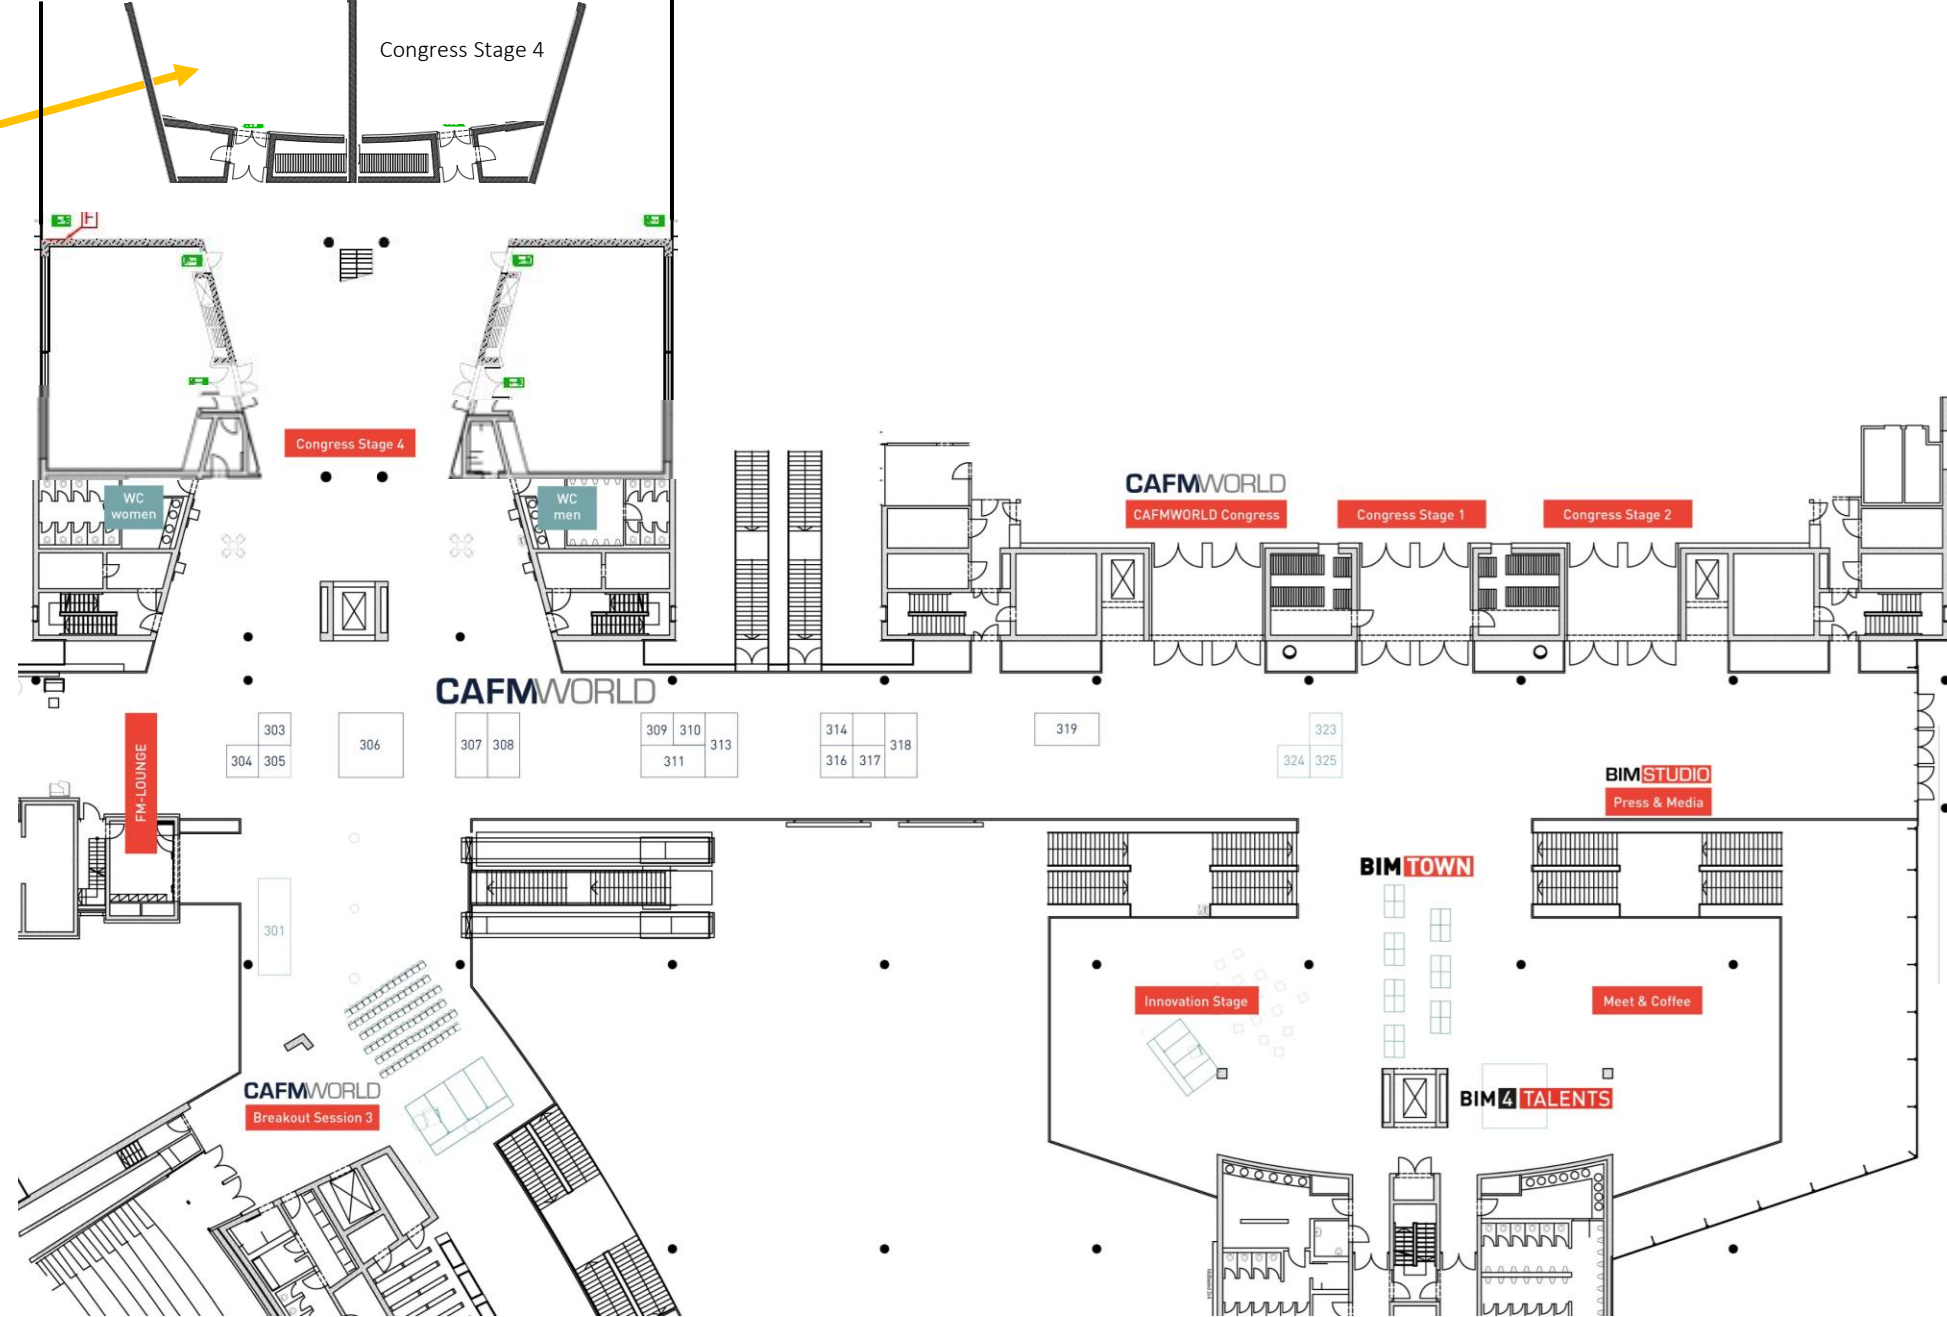 Congress Stage 4
Congress Stage 4
WC
women
WC
men
CAFMWORLD
CAFMWORLD Congress
Congress Stage 1
Congress Stage 2
CAFMWORLD
FM-LOUNGE
303
304
305
306
307
308
309
310
311
313
314
316
317
318
319
323
324
325
BIMSTUDIO
Press & Media
BIMTOWN
301
Innovation Stage
Meet & Coffee
CAFMWORLD
Breakout Session 3
BIM4TALENTS